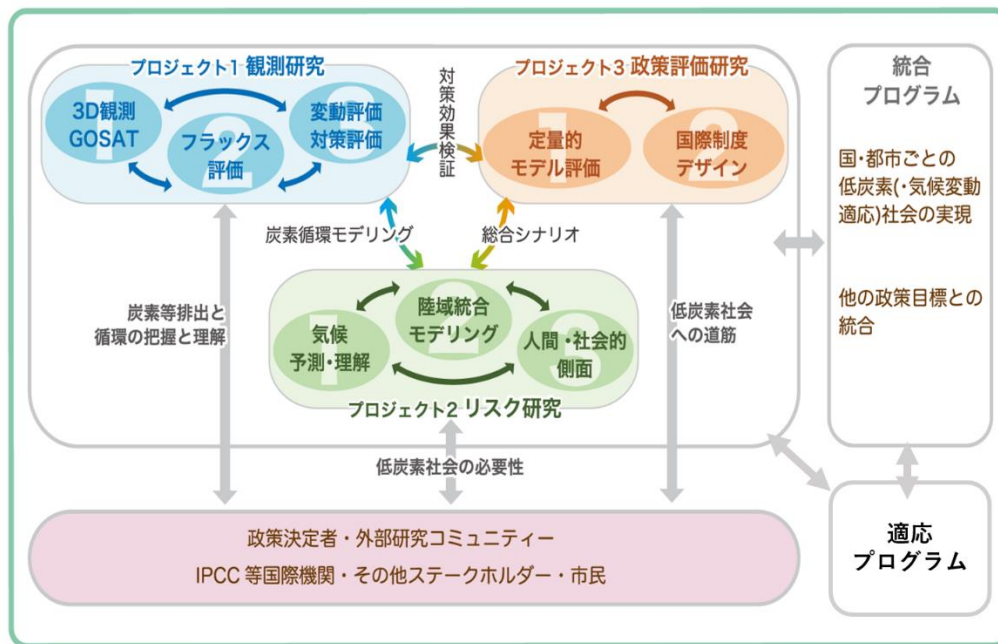 プロジェクト1 観測研究
1
3D観測
GOSAT
2
フラックス
評価
3
変動評価
対策評価
対策効果検証
プロジェクト3 政策評価研究
1
定量的
モデル評価
2
国際制度
デザイン
炭素循環モデリング
総合シナリオ
1
気候
予測・理解
2
陸域統合
モデリング
3
人間・社会的
側面
プロジェクト2 リスク研究
炭素等排出と
循環の把握と理解
低炭素社会の必要性
低炭素社会
への道筋
政策決定者・外部研究コミュニティー
IPCC 等国際機関・その他ステークホルダー・市民
統合
プログラム
国・都市ごとの
低炭素(・気候変動
適応)社会の実現
他の政策目標との
統合
適応
プログラム